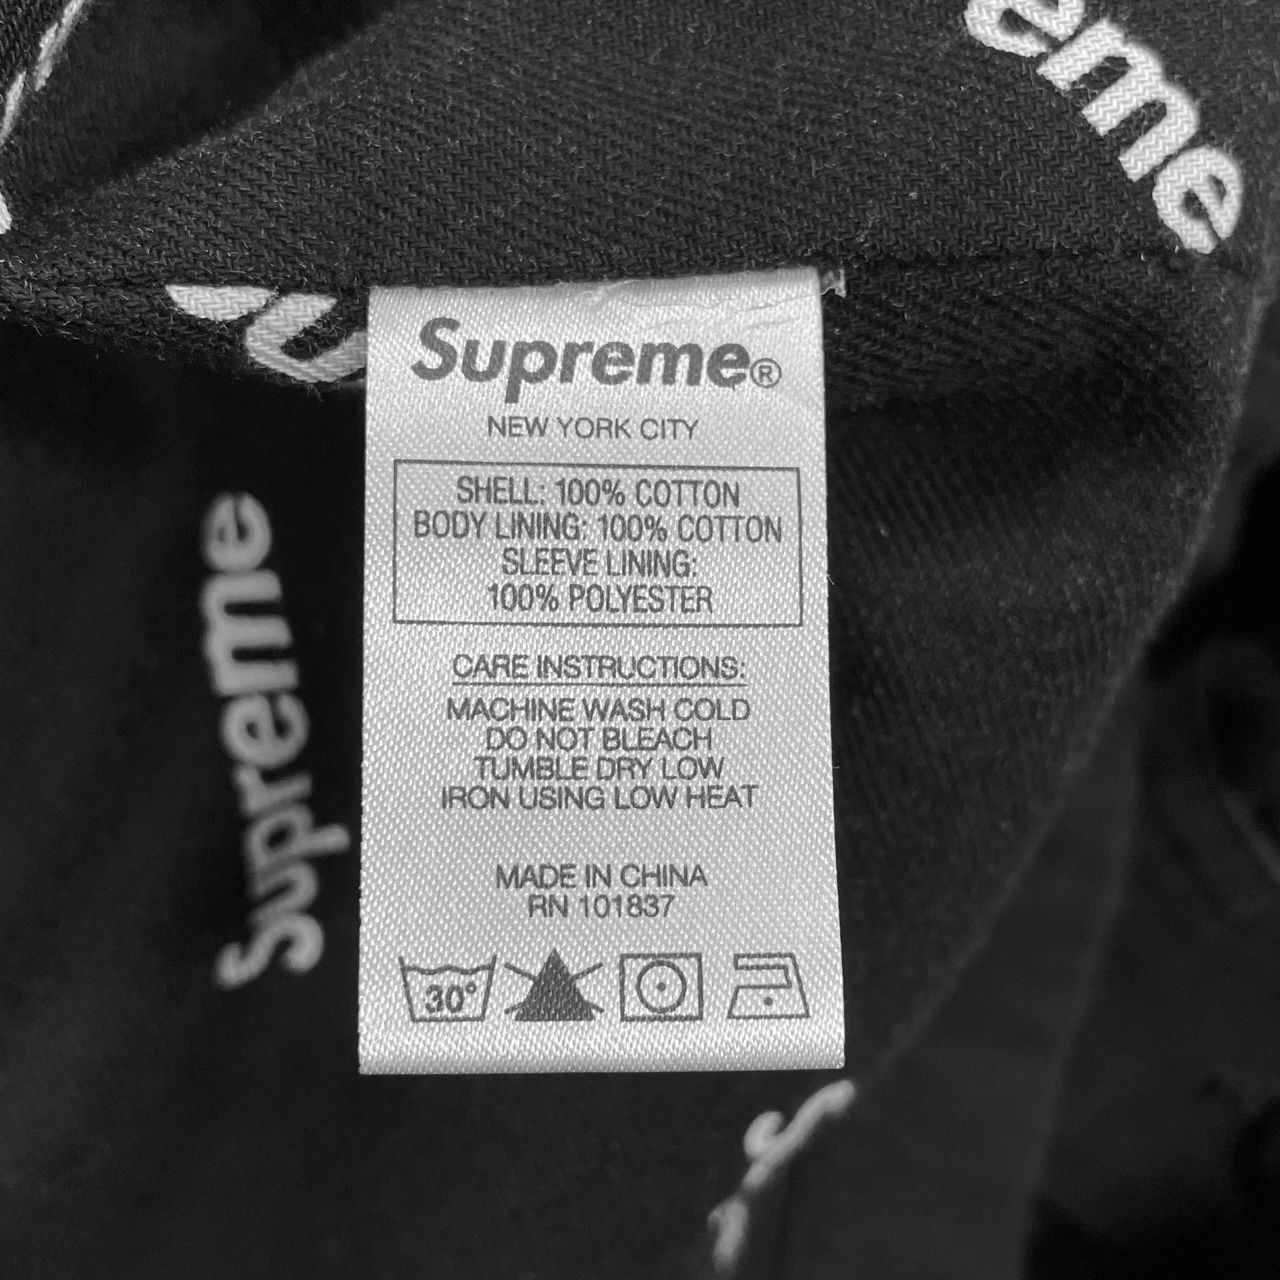 eme
Supreme®
NEW YORK CITY
SHELL: 100% COTTON
BODY LINING: 100% COTTON
SLEEVE LINING:
100% POLYESTER
Supreme
CARE INSTRUCTIONS:
MACHINE WASH COLD
DO NOT BLEACH
TUMBLE DRY LOW
IRON USING LOW HEAT
MADE IN CHINA
RN 101837
30°